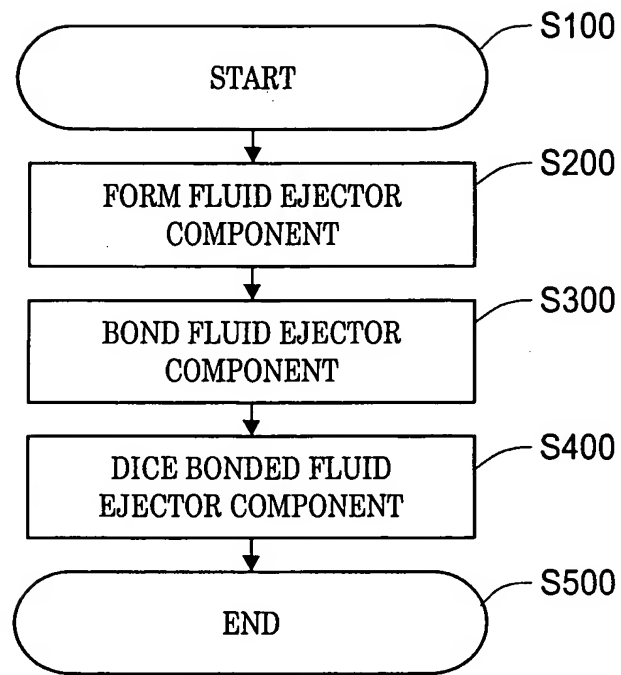 S100
START
S200
FORM FLUID EJECTOR
COMPONENT
S300
BOND FLUID EJECTOR
COMPONENT
S400
DICE BONDED FLUID
EJECTOR COMPONENT
S500
END